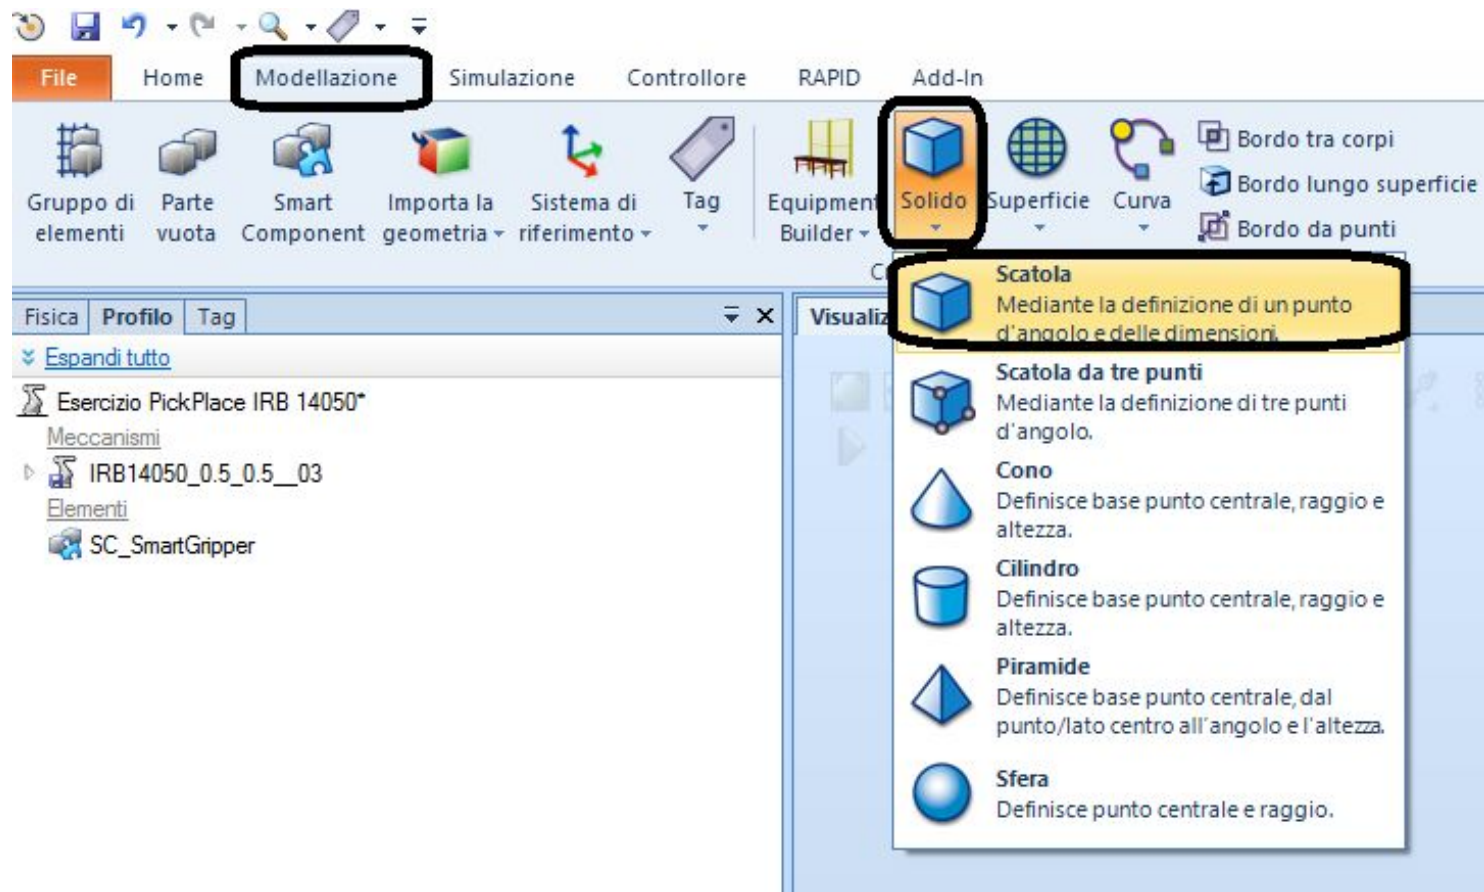 File Home Modellazione Simulazione Controllore RAPID Add-In
Gruppo di elementi
Parte vuota
Smart Component
Importa la geometria
Sistema di riferimento
Tag
Equipment Builder
Solido
Superficie
Curva
Bordo tra corpi
Bordo lungo superficie
Bordo da punti
Fisica Profilo Tag
Espandi tutto
Esercizio PickPlace IRB 14050*
Meccanismi
IRB14050_0.5_0.5__03
Elementi
SC_SmartGripper
Scatola
Mediante la definizione di un punto
d'angolo e delle dimensioni.
Scatola da tre punti
Mediante la definizione di tre punti
d'angolo.
Cono
Definisce base punto centrale, raggio e
altezza.
Cilindro
Definisce base punto centrale, raggio e
altezza.
Piramide
Definisce base punto centrale, dal
punto/lato centro all'angolo e l'altezza.
Sfera
Definisce punto centrale e raggio.